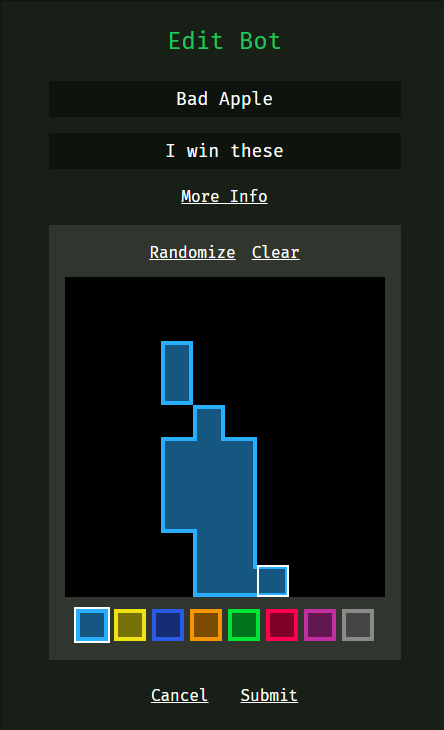 Edit Bot
Bad Apple
I win these
More Info
Randomize Clear
Cancel Submit